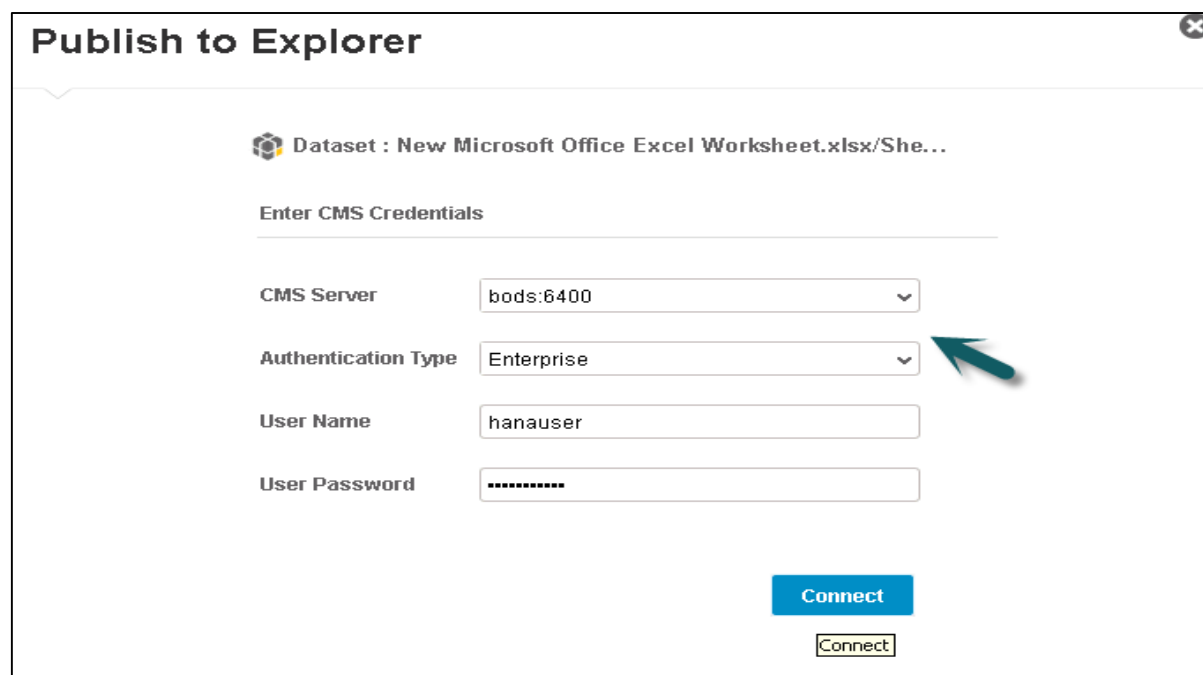 Publish to Explorer
Dataset : New Microsoft Office Excel Worksheet.xlsx/She...
Enter CMS Credentials
CMS Server bods:6400
Authentication Type Enterprise
User Name hanauser
User Password •••••••••••
Connect
Connect